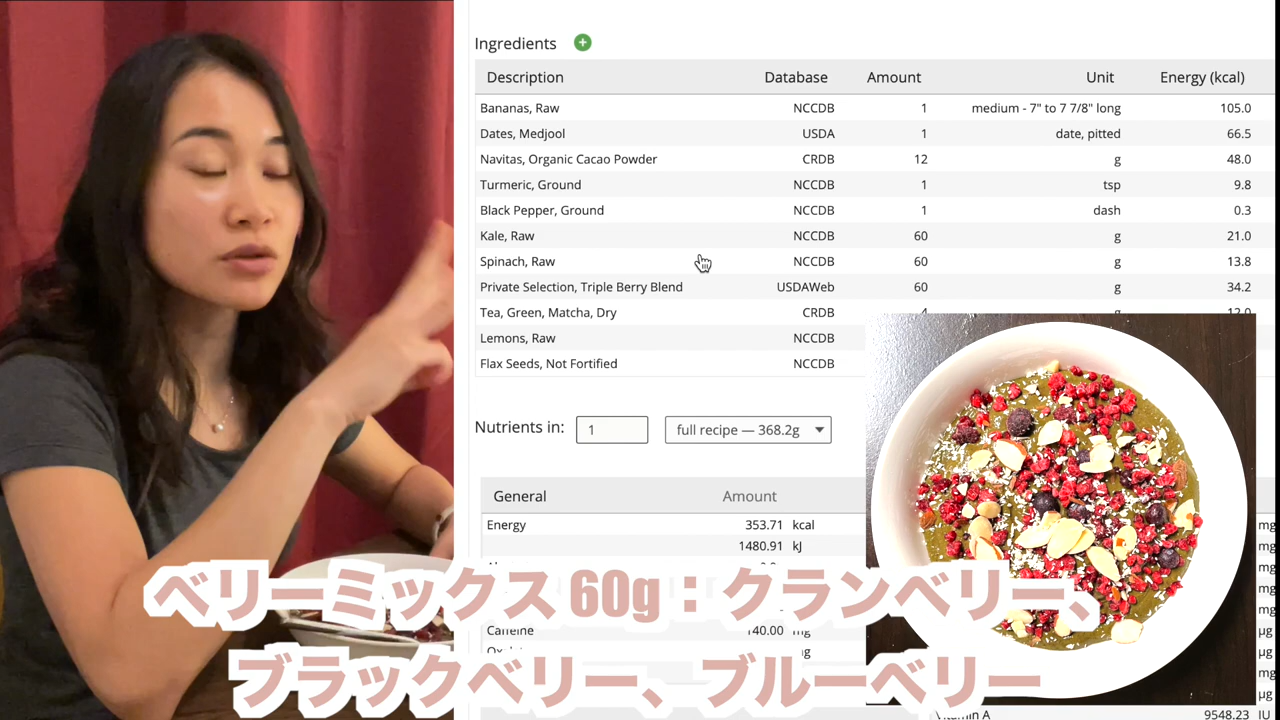 Ingredients
Description Database Amount Unit Energy (kcal)
Bananas, Raw NCCDB 1 medium - 7" to 7 7/8" long 105.0
Dates, Medjool USDA 1 date, pitted 66.5
Navitas, Organic Cacao Powder CRDB 12 g 48.0
Turmeric, Ground NCCDB 1 tsp 9.8
Black Pepper, Ground NCCDB 1 dash 0.3
Kale, Raw NCCDB 60 g 21.0
Spinach, Raw NCCDB 60 g 13.8
Private Selection, Triple Berry Blend USDAWeb 60 g 34.2
Tea, Green, Matcha, Dry CRDB 4 g 12.0
Lemons, Raw NCCDB
Flax Seeds, Not Fortified NCCDB
Nutrients in: 1 full recipe — 368.2g
General Amount
Energy 353.71 kcal
1480.91 kJ
ベリーミックス 60g：クランベリー、
Caffeine 140.00 mg
ブラックベリー、ブルーベリー
Vitamin A 9548.23 IU